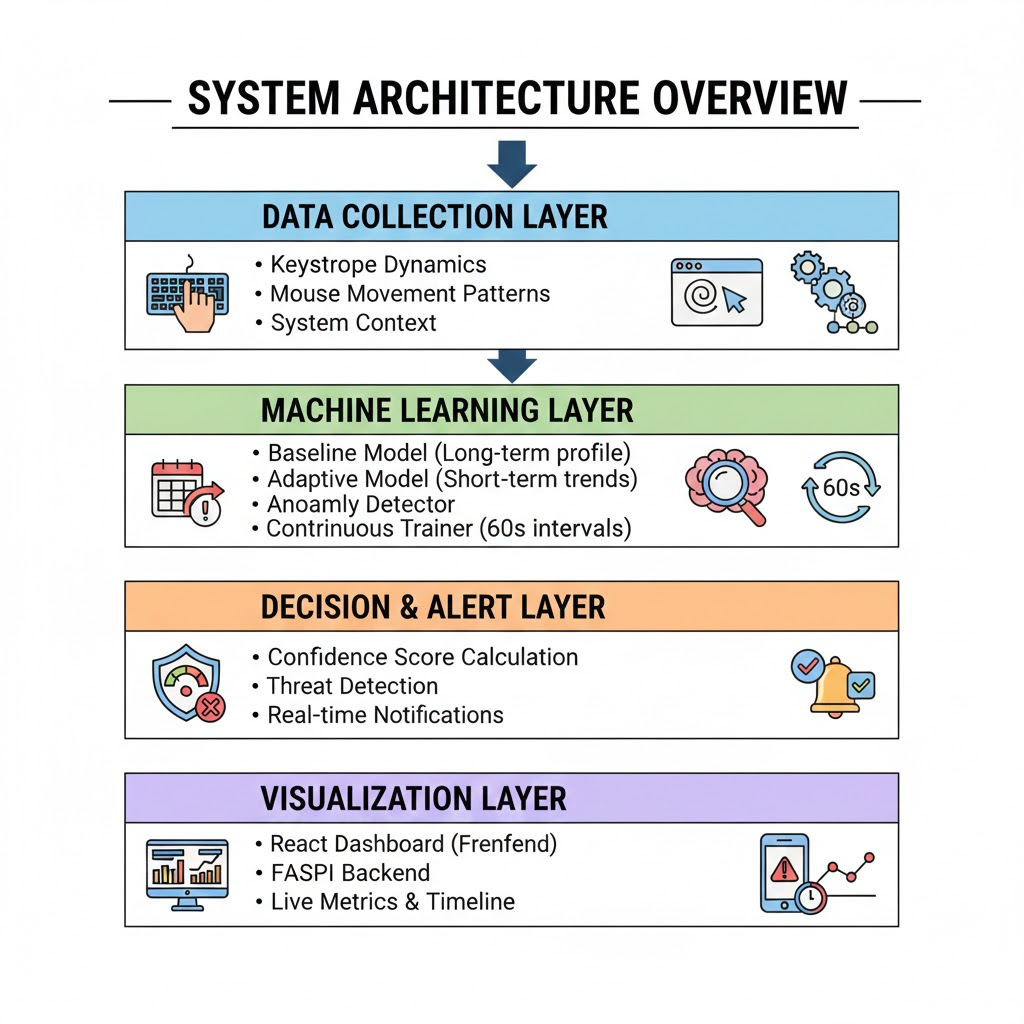 SYSTEM ARCHITECTURE OVERVIEW
DATA COLLECTION LAYER
• Keystrope Dynamics
• Mouse Movement Patterns
• System Context
MACHINE LEARNING LAYER
• Baseline Model (Long-term profile)
• Adaptive Model (Short-term trends)
• Anoamly Detector
• Contrinuous Trainer (60s intervals)
60s
DECISION & ALERT LAYER
• Confidence Score Calculation
• Threat Detection
• Real-time Notifications
VISUALIZATION LAYER
• React Dashboard (Frenfend)
• FASPI Backend
• Live Metrics & Timeline